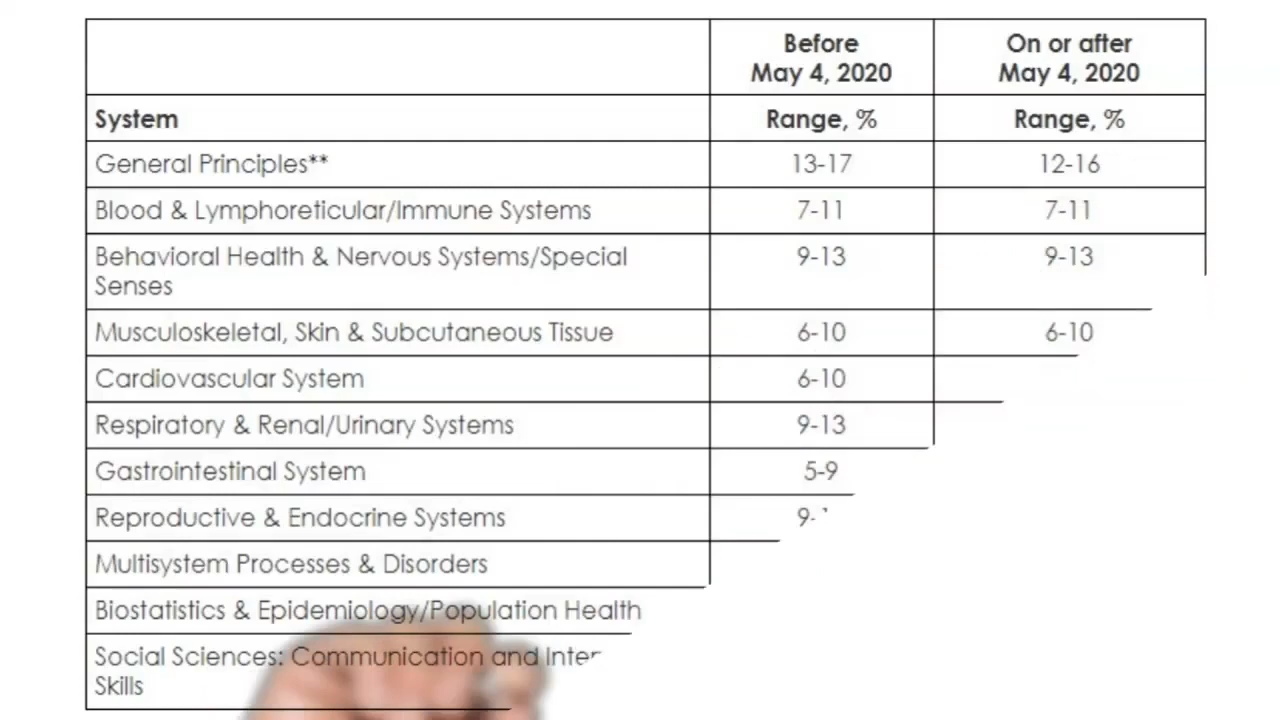 Before On or after
May 4, 2020 May 4, 2020
System Range, % Range, %
General Principles** 13-17 12-16
Blood & Lymphoreticular/Immune Systems 7-11 7-11
Behavioral Health & Nervous Systems/Special 9-13 9-13
Senses
Musculoskeletal, Skin & Subcutaneous Tissue 6-10 6-10
Cardiovascular System 6-10
Respiratory & Renal/Urinary Systems 9-13
Gastrointestinal System 5-9
Reproductive & Endocrine Systems 9-
Multisystem Processes & Disorders
Biostatistics & Epidemiology/Population Health
Social Sciences: Communication and
Skills